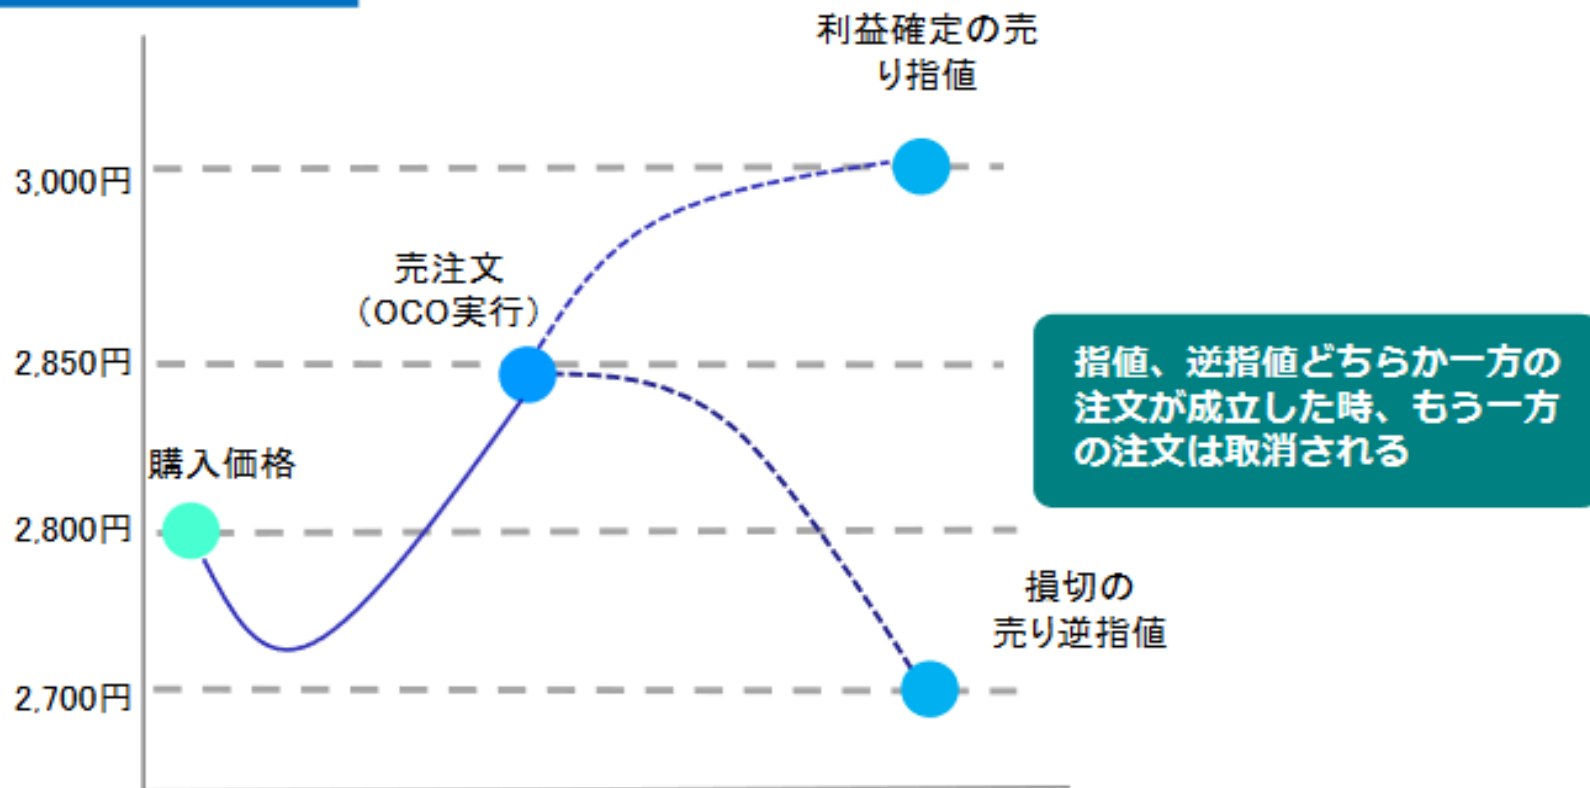 利益確定の売
り指値
3,000円
売注文
（OCO実行）
2,850円
指値、逆指値どちらか一方の
注文が成立した時、もう一方
の注文は取消される
購入価格
2,800円
損切の
売り逆指値
2,700円